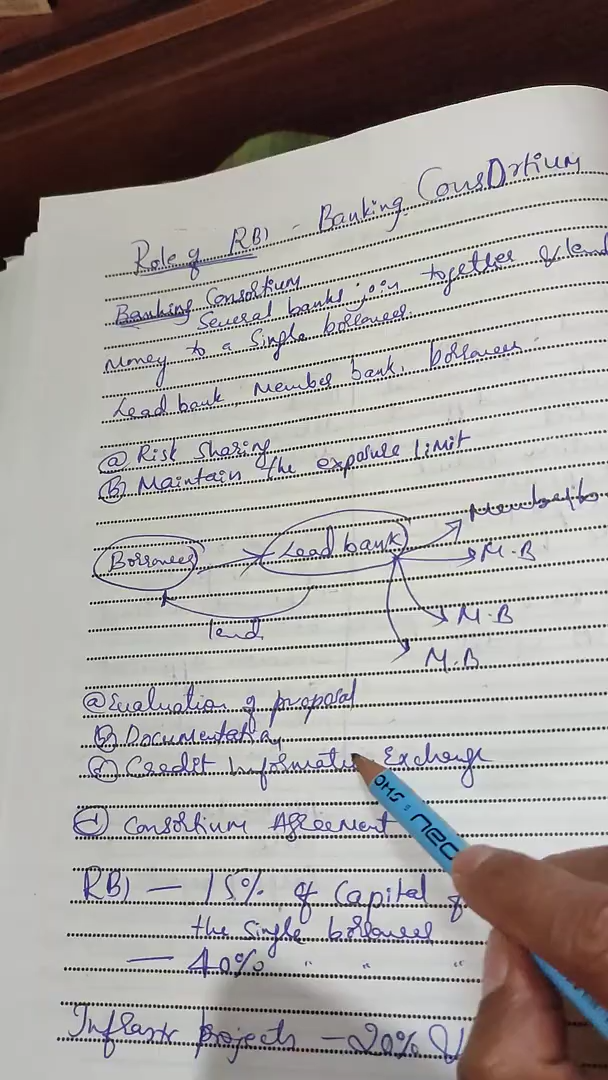 Role of RBI - Banking Consortium
Banking Consortium
Several banks join together & lend
Money to a Single borrower.
Lead bank, Member bank, borrower.
(a) Risk Sharing
(b) Maintain the exposure limit
Borrower Lead bank
M.B
lend M.B
M.B
(a) Evaluation of proposal
(b) Documentation
(c) Credit Information Exchange
(d) Consortium Agreement
RBI — 15% of Capital of
the single borrower
— 40% " " "
Infrastr projects - 20% &
OMS: NEO